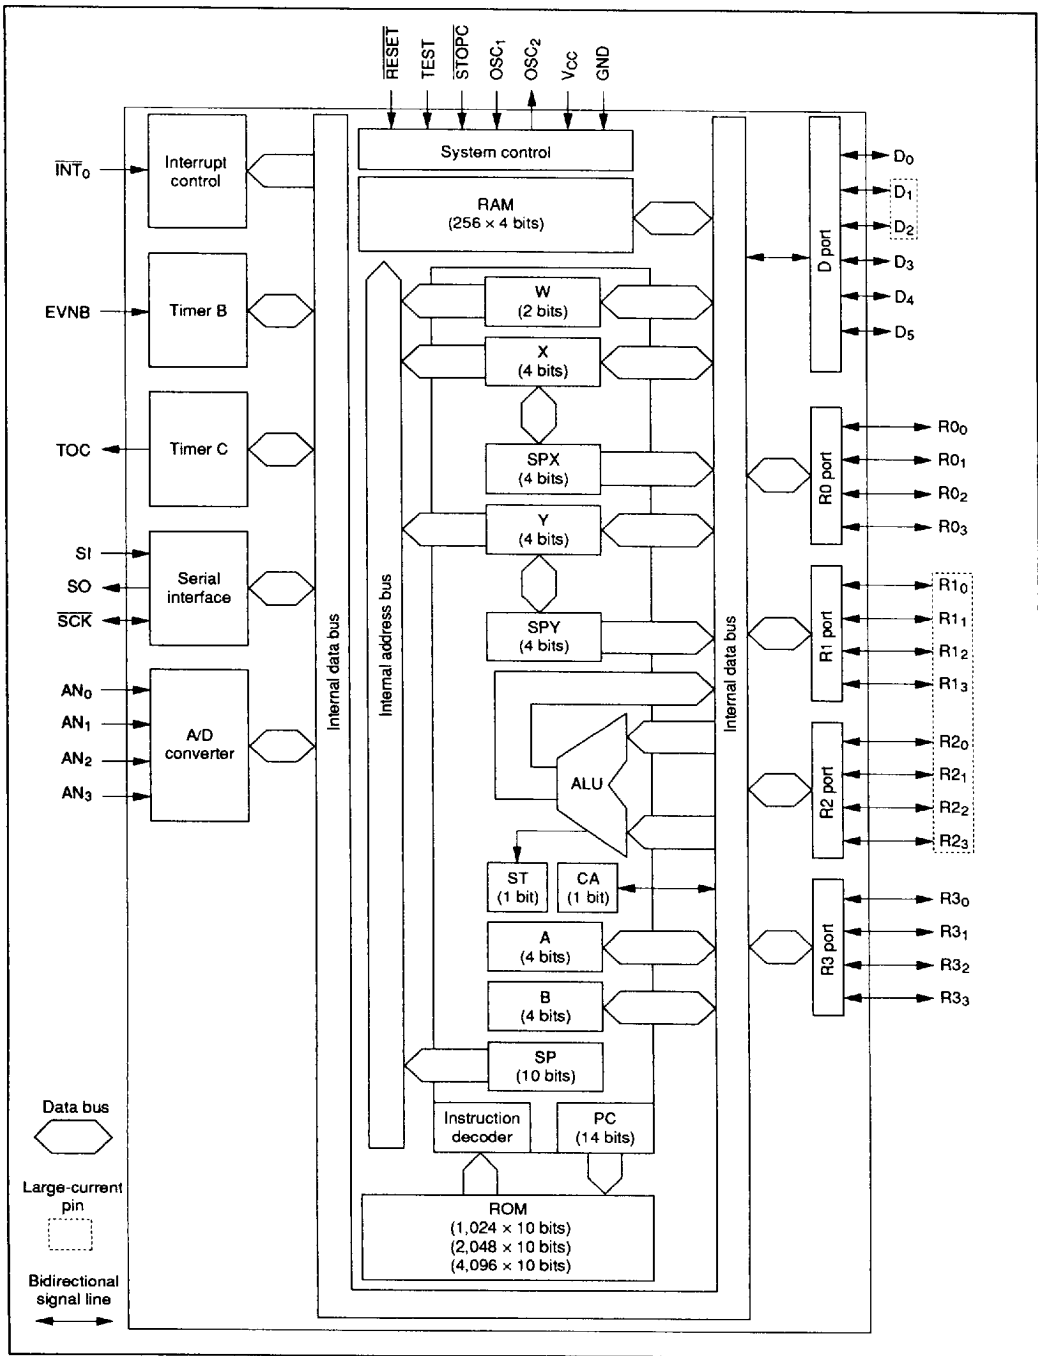 RESET
TEST
STOPC
OSC₁
OSC₂
VCC
GND
System control
RAM
(256 × 4 bits)
INT₀
Interrupt
control
EVNB
Timer B
TOC
Timer C
SI
SO
SCK
Serial
interface
AN₀
AN₁
AN₂
AN₃
A/D
converter
Internal data bus
Internal address bus
W
(2 bits)
X
(4 bits)
SPX
(4 bits)
Y
(4 bits)
SPY
(4 bits)
ALU
ST
(1 bit)
CA
(1 bit)
A
(4 bits)
B
(4 bits)
SP
(10 bits)
Instruction
decoder
PC
(14 bits)
ROM
(1,024 × 10 bits)
(2,048 × 10 bits)
(4,096 × 10 bits)
Internal data bus
D port
D₀
D₁
D₂
D₃
D₄
D₅
R0 port
R0₀
R0₁
R0₂
R0₃
R1 port
R1₀
R1₁
R1₂
R1₃
R2 port
R2₀
R2₁
R2₂
R2₃
R3 port
R3₀
R3₁
R3₂
R3₃
Data bus
Large-current
pin
Bidirectional
signal line